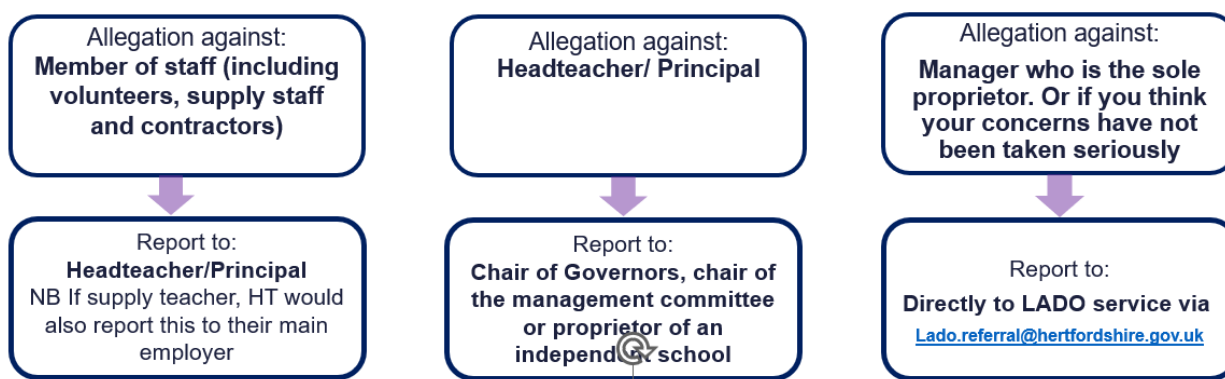 Allegation against:
Member of staff (including
volunteers, supply staff
and contractors)
Report to:
Headteacher/Principal
NB If supply teacher, HT would
also report this to their main
employer
Allegation against:
Headteacher/ Principal
Report to:
Chair of Governors, chair of
the management committee
or proprietor of an
independent school
Allegation against:
Manager who is the sole
proprietor. Or if you think
your concerns have not
been taken seriously
Report to:
Directly to LADO service via
Lado.referral@hertfordshire.gov.uk